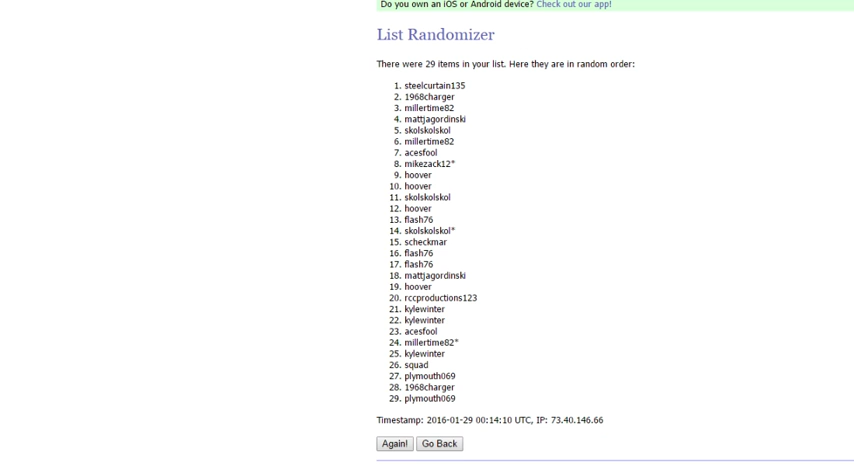 Do you own an iOS or Android device? Check out our app!
List Randomizer
There were 29 items in your list. Here they are in random order:
1. steelcurtain135
2. 1968charger
3. millertime82
4. mattjagordinski
5. skolskolskol
6. millertime82
7. acesfool
8. mikezack12*
9. hoover
10. hoover
11. skolskolskol
12. hoover
13. flash76
14. skolskolskol*
15. scheckmar
16. flash76
17. flash76
18. mattjagordinski
19. hoover
20. rccproductions123
21. kylewinter
22. kylewinter
23. acesfool
24. millertime82*
25. kylewinter
26. squad
27. plymouth069
28. 1968charger
29. plymouth069
Timestamp: 2016-01-29 00:14:10 UTC, IP: 73.40.146.66
Again! Go Back